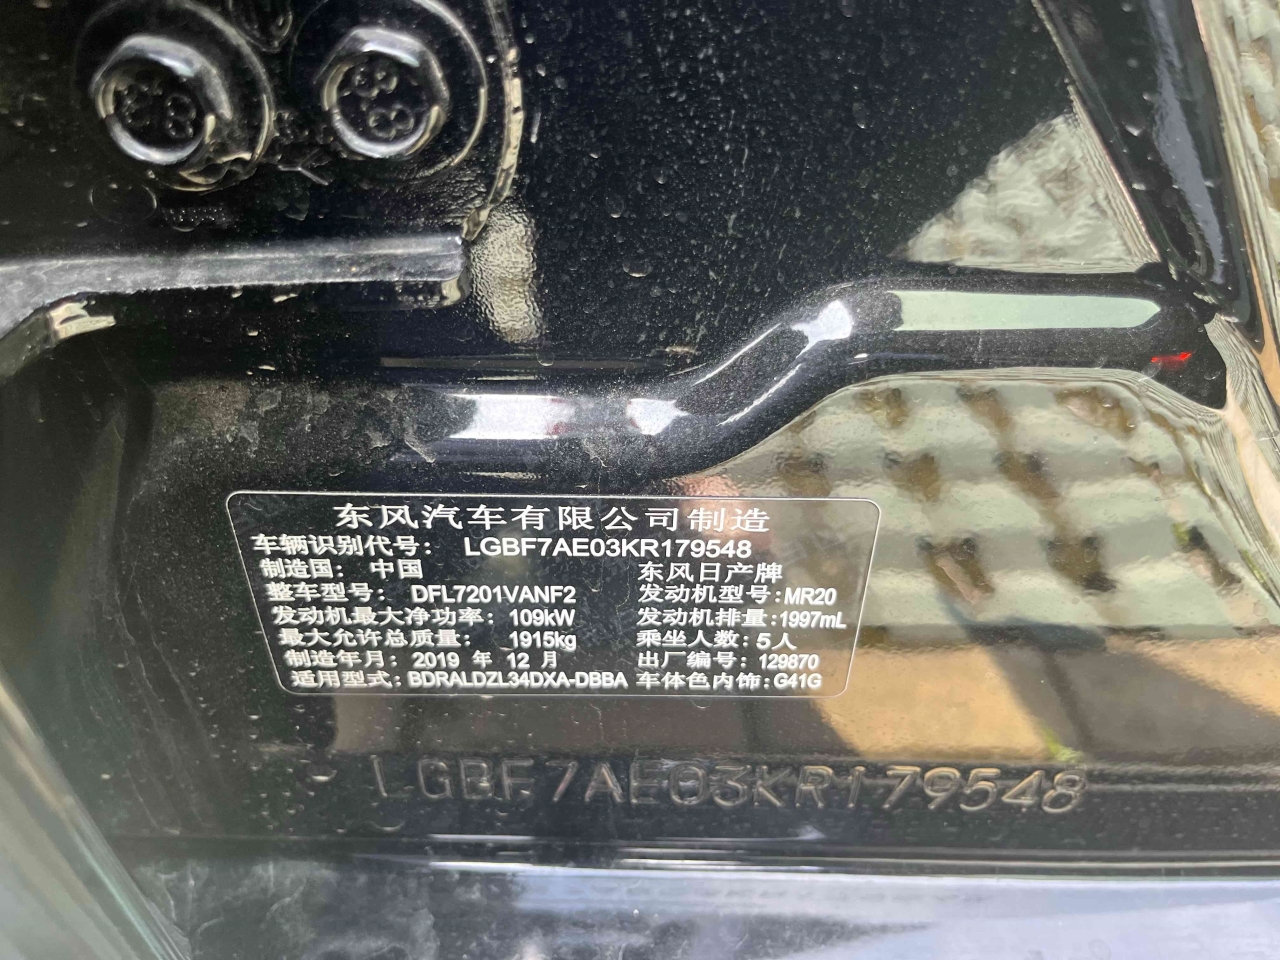 8.8
8.8
东风汽车有限公司制造
车辆识别代号： LGBF7AE03KR179548
制造国： 中国 东风日产牌
整车型号： DFL7201VANF2 发动机型号:MR20
发动机最大净功率： 109kW 发动机排量:1997mL
最大允许总质量： 1915kg 乘坐人数: 5人
制造年月： 2019 年 12 月 出厂编号: 129870
适用型式: BDRALDZL34DXA-DBBA 车体色内饰:G41G
LGBF7AE03KR179548